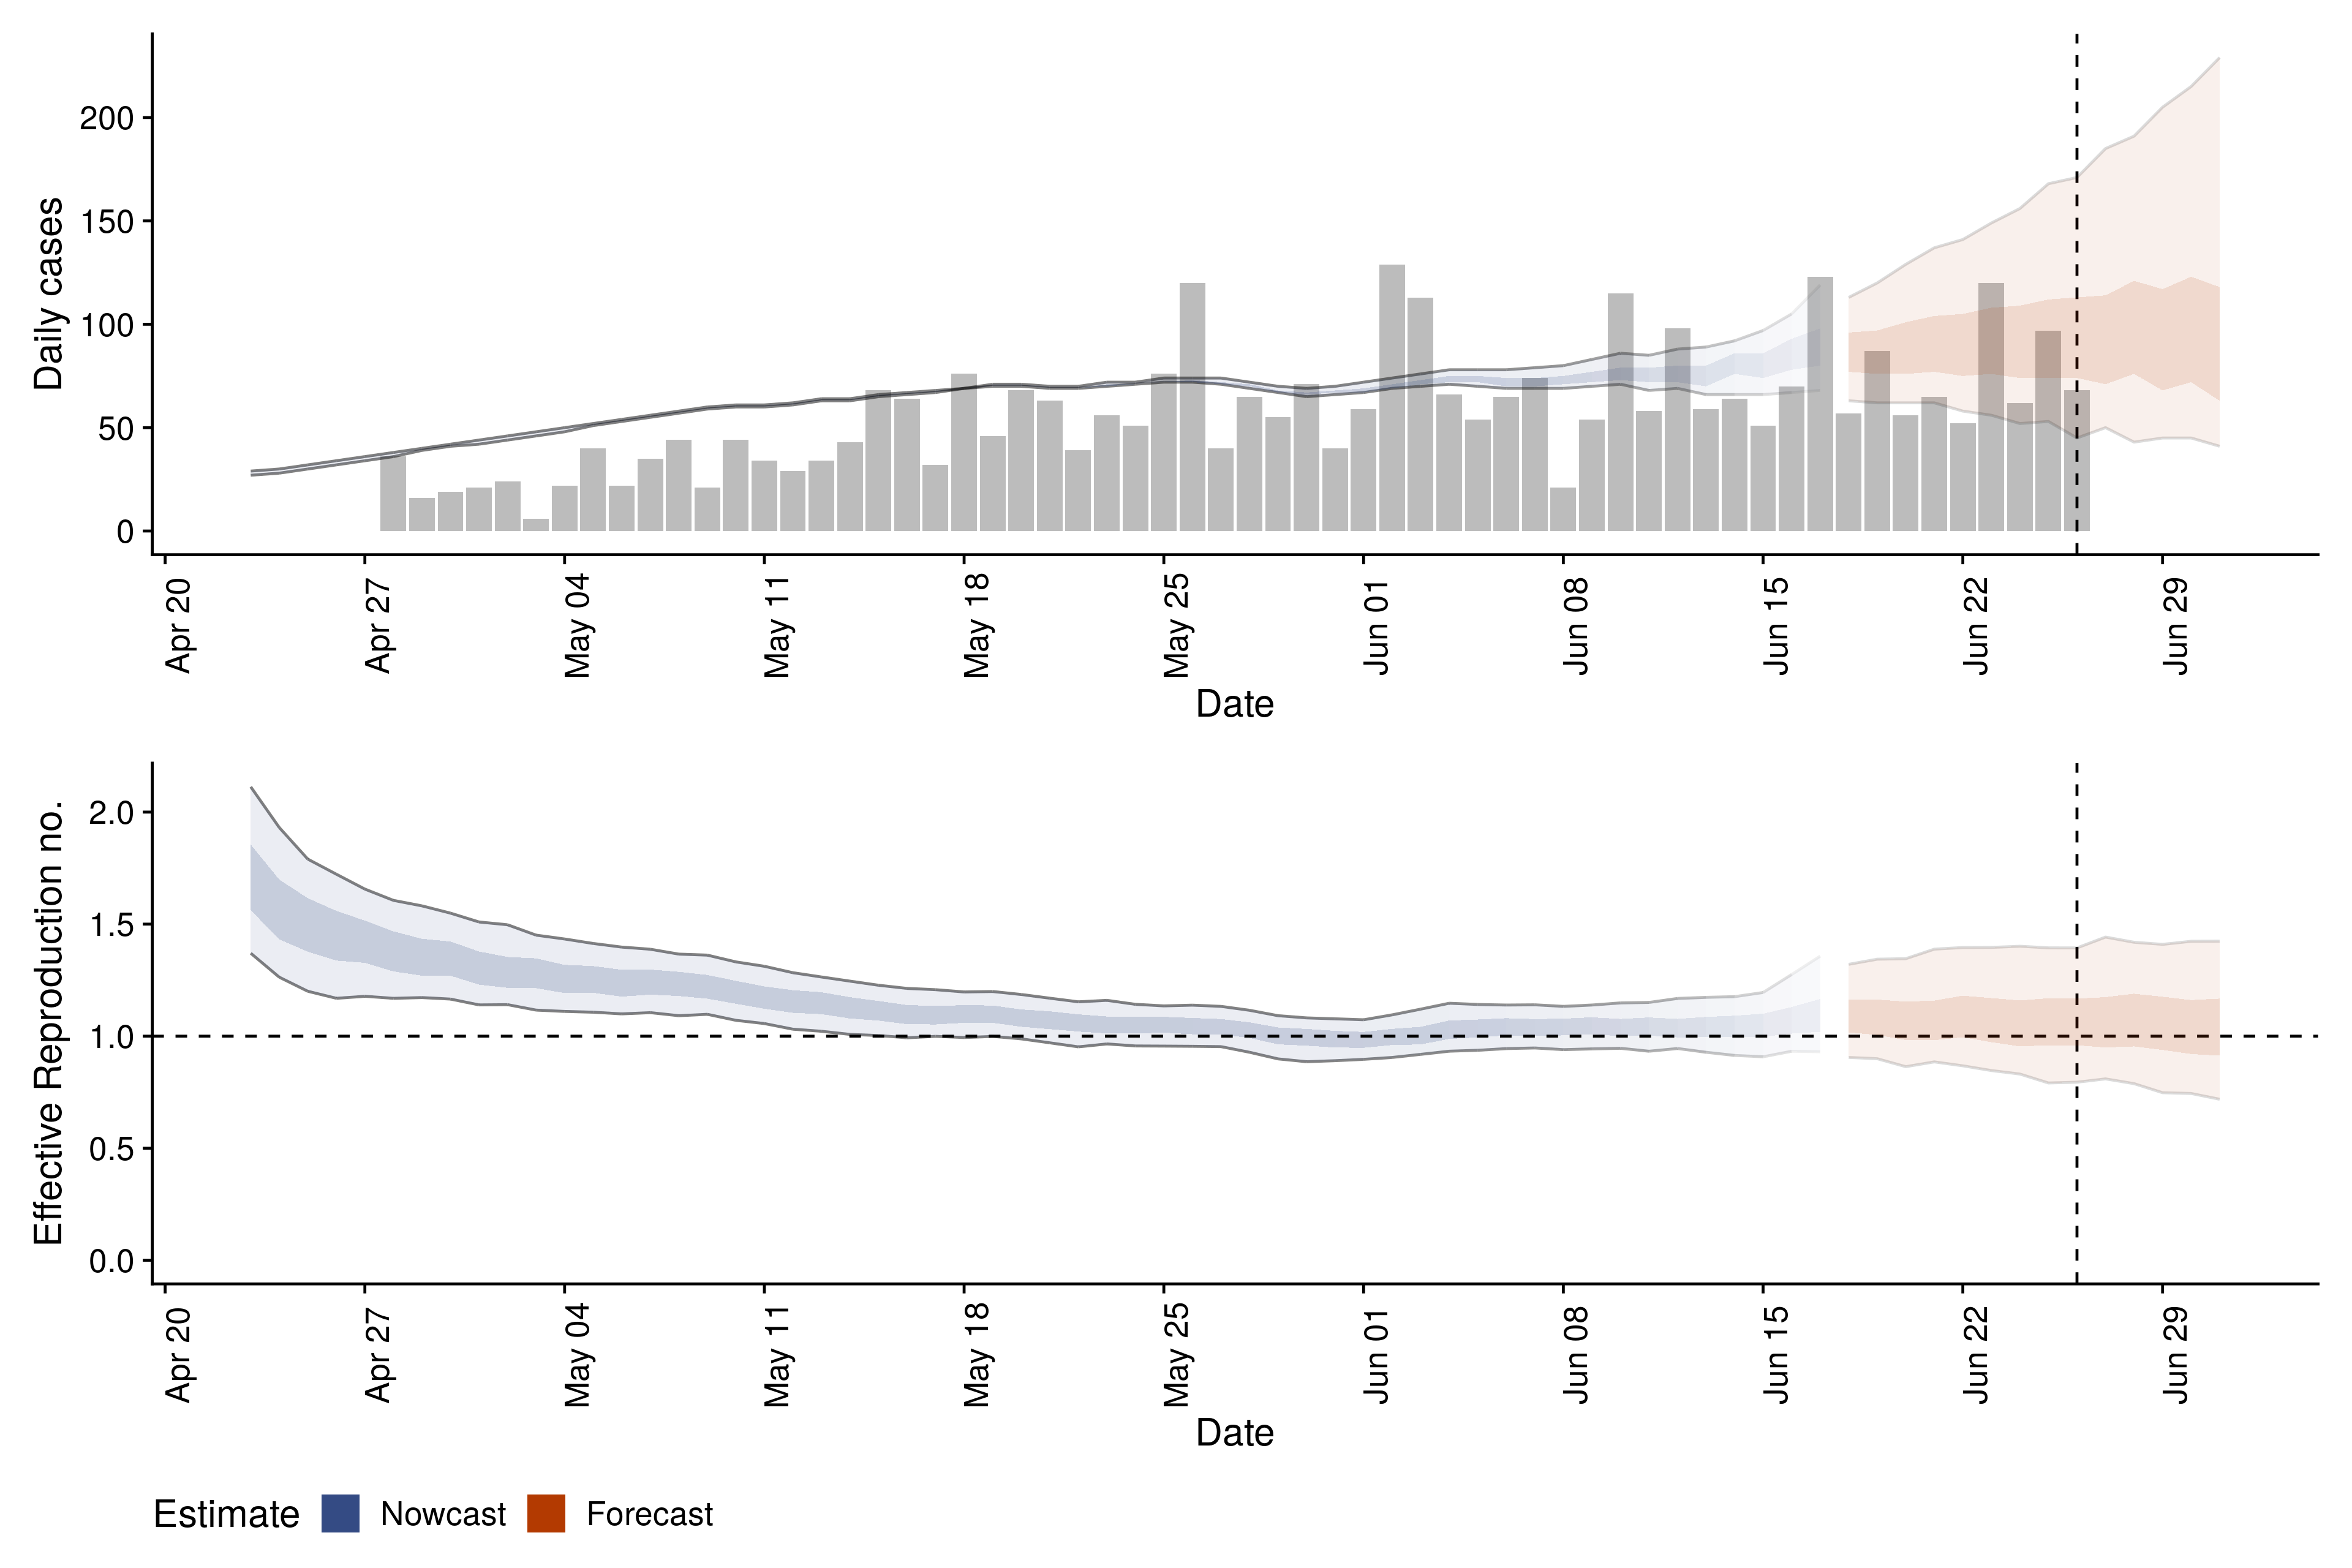 Daily cases
200
150
100
50
0
Apr 20
Apr 27
May 04
May 11
May 18
May 25
Jun 01
Jun 08
Jun 15
Jun 22
Jun 29
Date
Effective Reproduction no.
2.0
1.5
1.0
0.5
0.0
Apr 20
Apr 27
May 04
May 11
May 18
May 25
Jun 01
Jun 08
Jun 15
Jun 22
Jun 29
Date
Estimate Nowcast Forecast